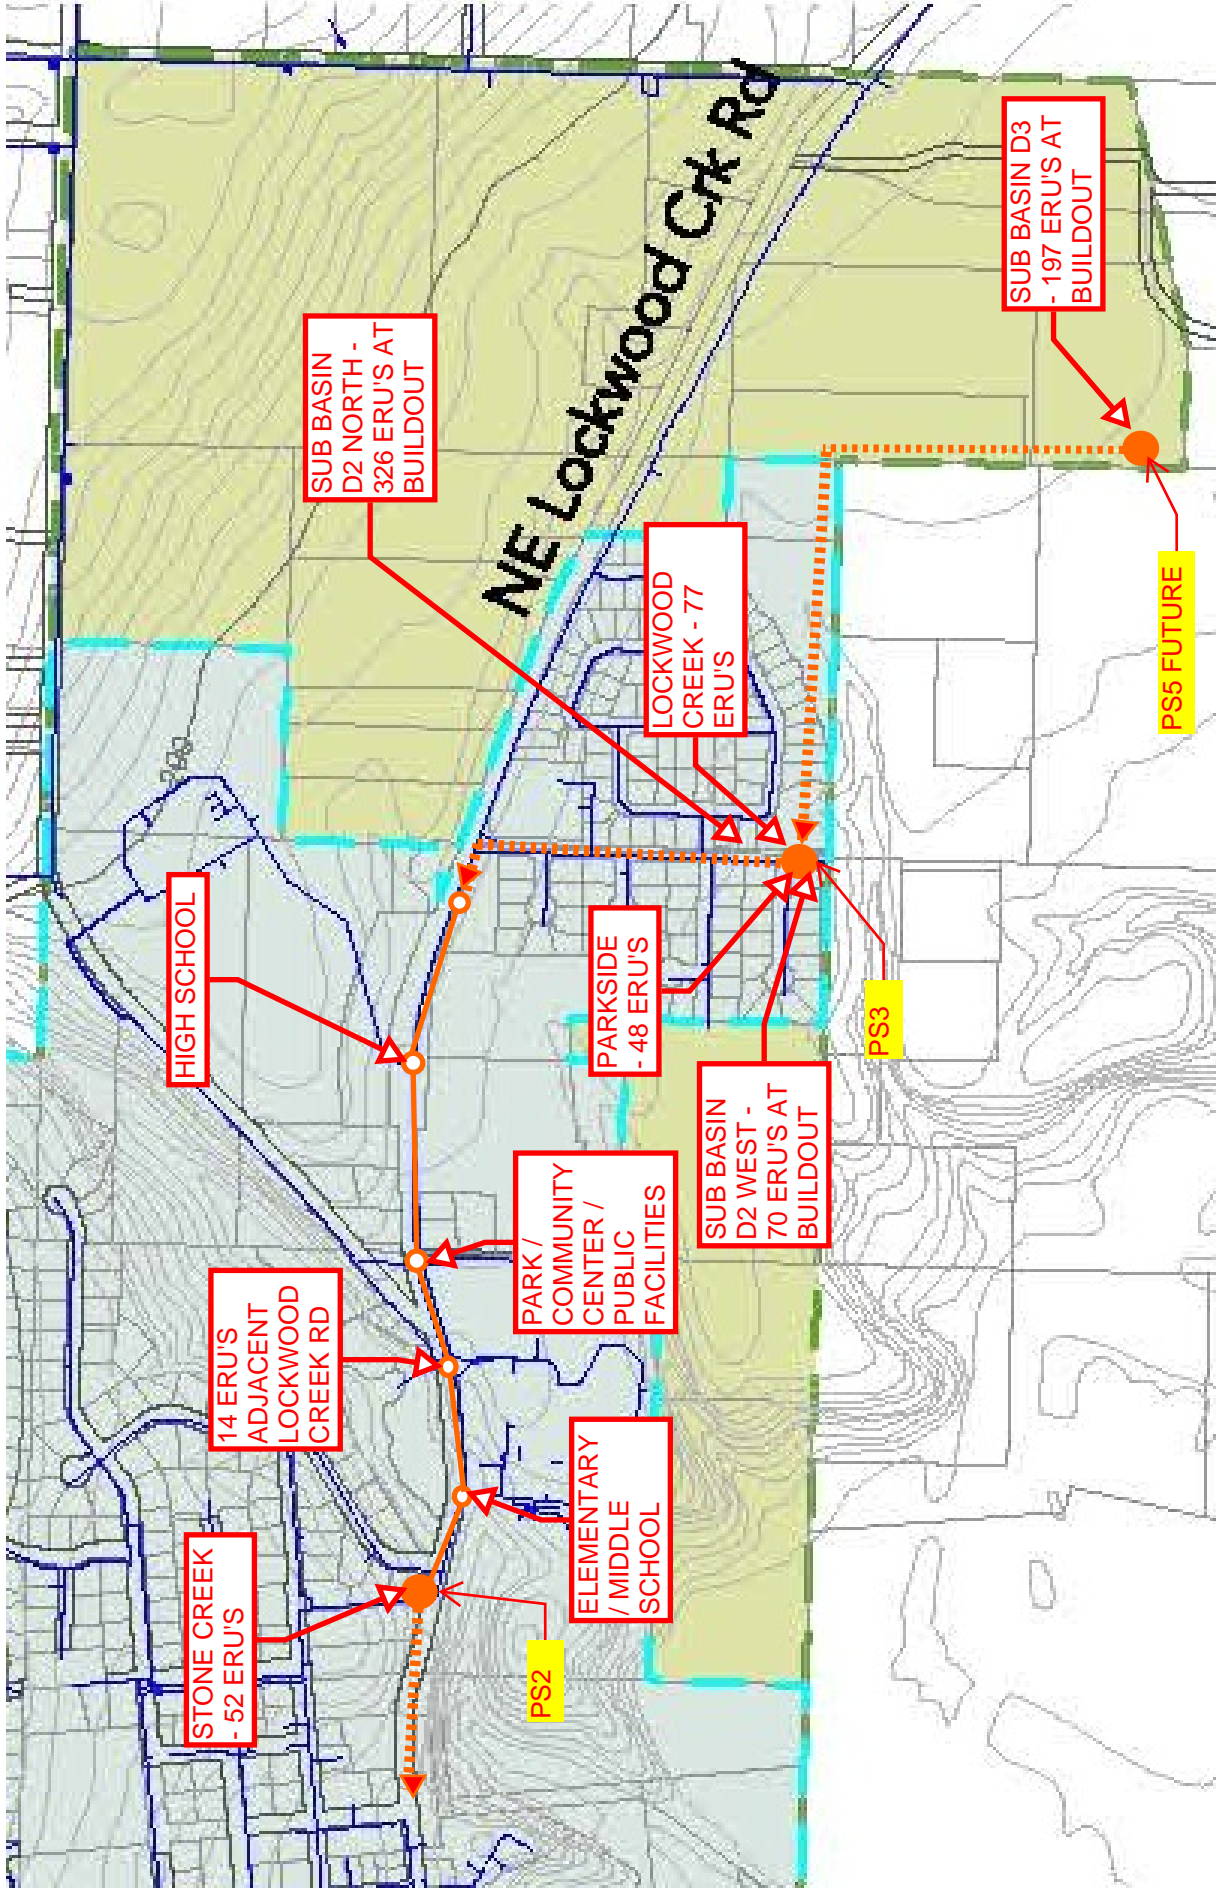 STONE CREEK
- 52 ERU'S
14 ERU'S
ADJACENT
LOCKWOOD
CREEK RD
HIGH SCHOOL
200
SUB BASIN
D2 NORTH -
326 ERU'S AT
BUILDOUT
NE Lockwood Crk Rd
PS2
ELEMENTARY
/ MIDDLE
SCHOOL
PARK /
COMMUNITY
CENTER /
PUBLIC
FACILITIES
PARKSIDE
- 48 ERU'S
LOCKWOOD
CREEK - 77
ERU'S
SUB BASIN
D2 WEST -
70 ERU'S AT
BUILDOUT
PS3
SUB BASIN D3
- 197 ERU'S AT
BUILDOUT
PS5 FUTURE